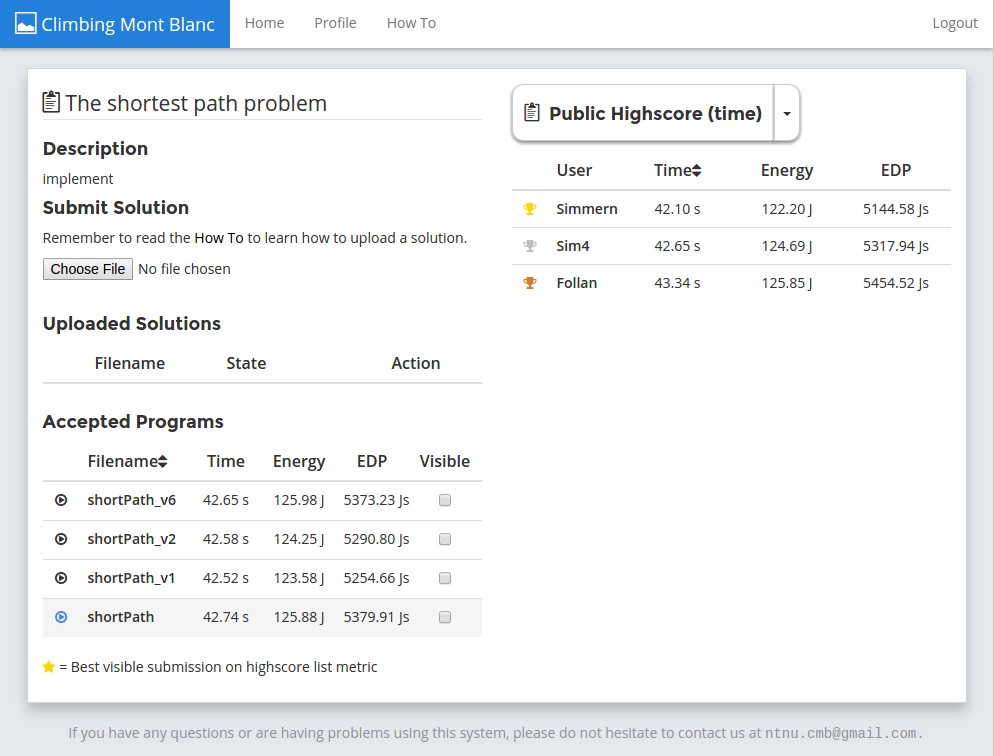 Climbing Mont Blanc Home Profile How To Logout
The shortest path problem
Description
implement
Submit Solution
Remember to read the How To to learn how to upload a solution.
Choose File No file chosen
Uploaded Solutions
Filename State Action
Accepted Programs
Filename Time Energy EDP Visible
shortPath_v6 42.65 s 125.98 J 5373.23 Js
shortPath_v2 42.58 s 124.25 J 5290.80 Js
shortPath_v1 42.52 s 123.58 J 5254.66 Js
shortPath 42.74 s 125.88 J 5379.91 Js
= Best visible submission on highscore list metric
Public Highscore (time)
User Time Energy EDP
Simmern 42.10 s 122.20 J 5144.58 Js
Sim4 42.65 s 124.69 J 5317.94 Js
Follan 43.34 s 125.85 J 5454.52 Js
If you have any questions or are having problems using this system, please do not hesitate to contact us at ntnu.cmb@gmail.com.